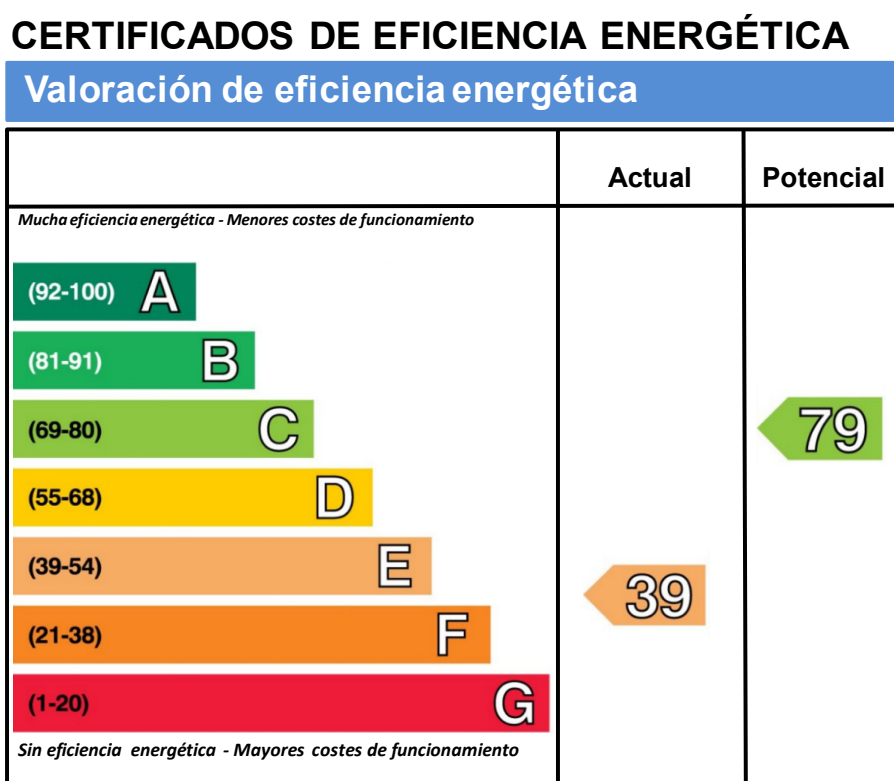 CERTIFICADOS DE EFICIENCIA ENERGÉTICA
Valoración de eficiencia energética
Actual Potencial
Mucha eficiencia energética - Menores costes de funcionamiento
(92-100) A
(81-91) B
(69-80) C
79
(55-68) D
(39-54) E
39
(21-38) F
(1-20) G
Sin eficiencia energética - Mayores costes de funcionamiento